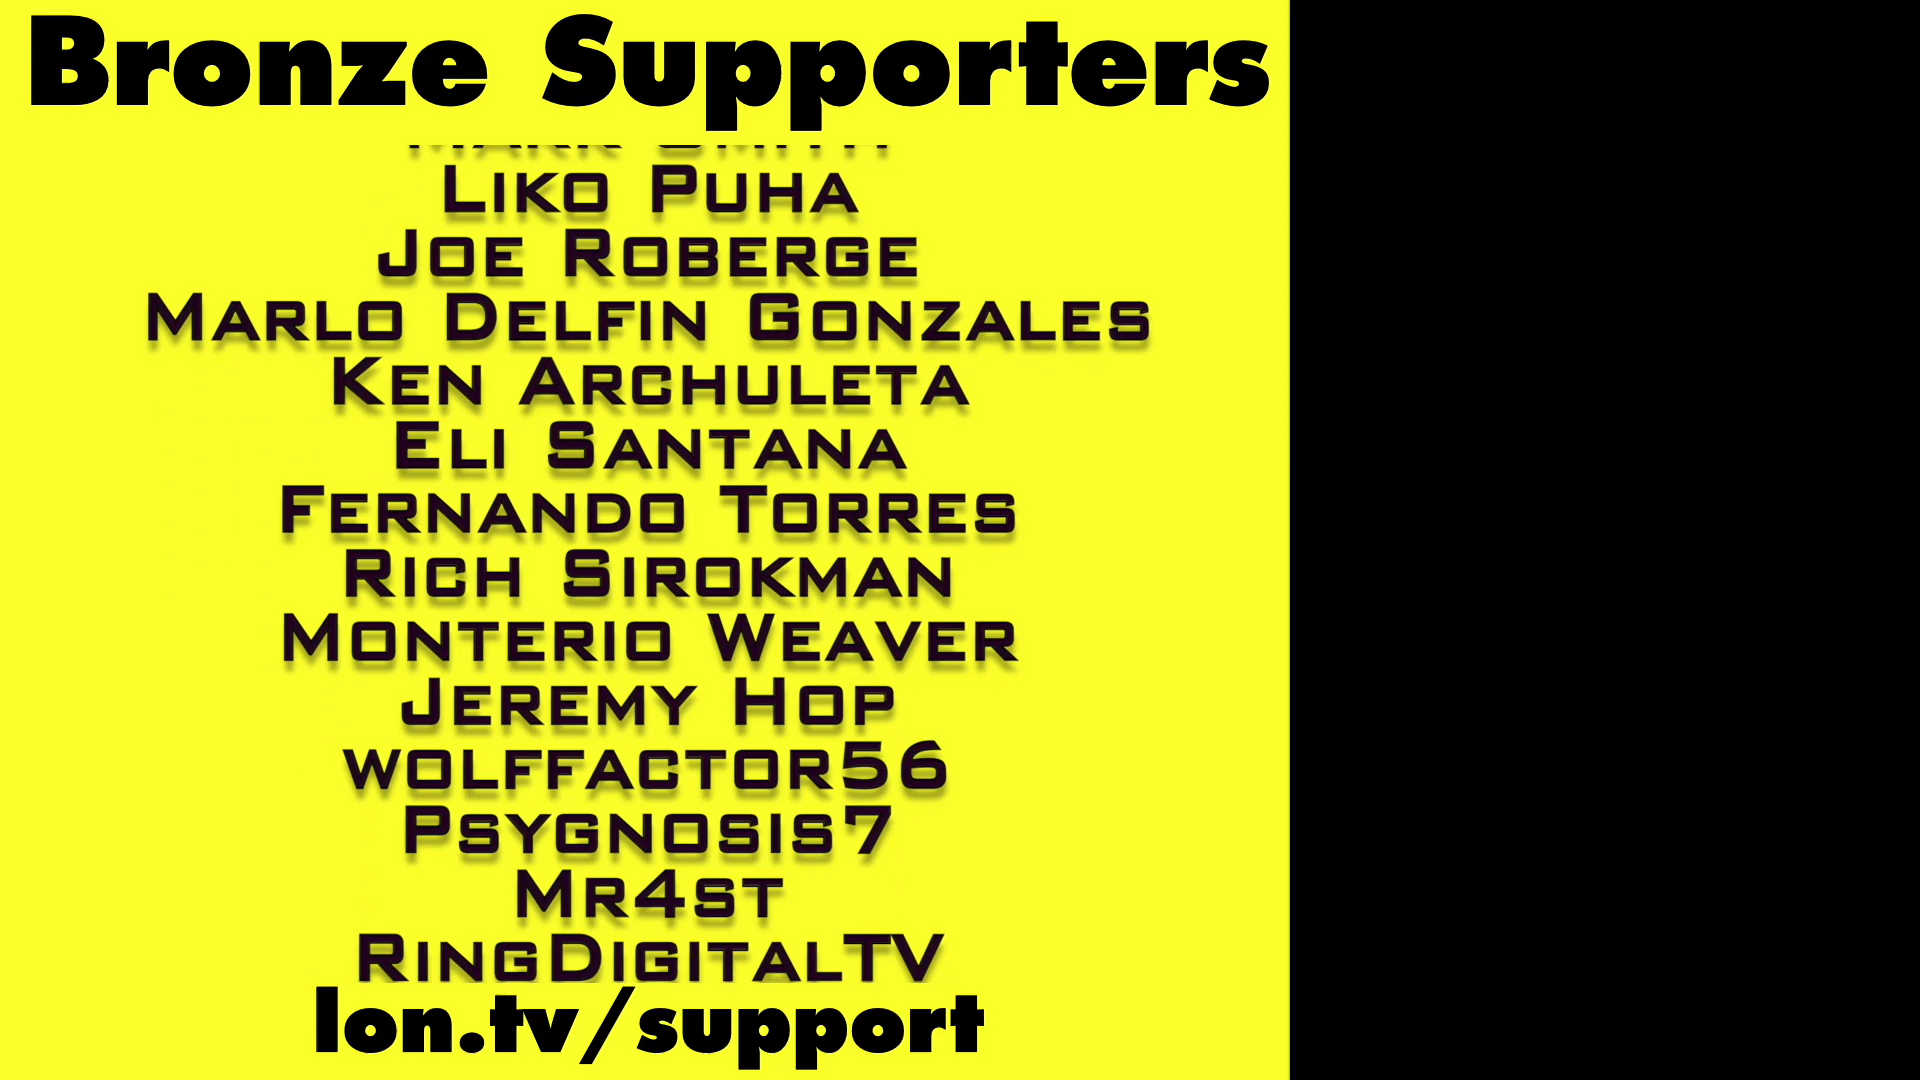 Bronze Supporters
Liko Puha
Joe Roberge
Marlo Delfin Gonzales
Ken Archuleta
Eli Santana
Fernando Torres
Rich Sirokman
Monterio Weaver
Jeremy Hop
wolffactor56
Psygnosis7
Mr4st
RingDigitalTV
lon.tv/support